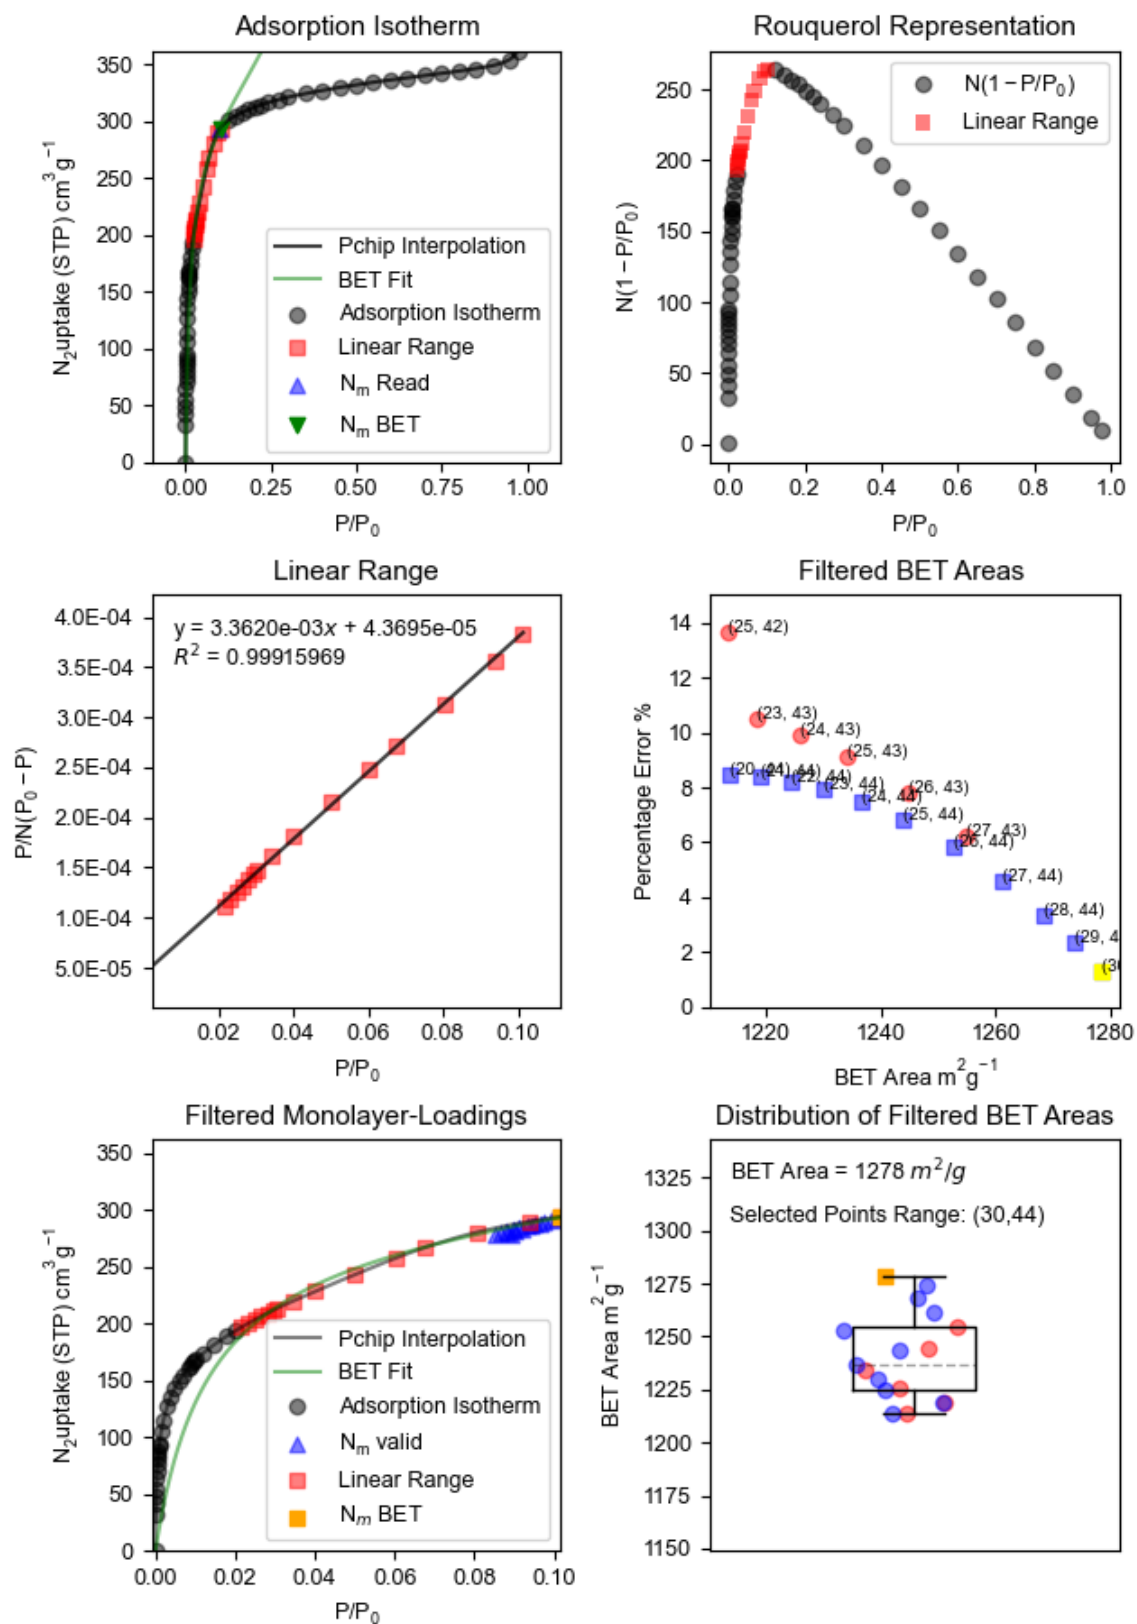 Adsorption Isotherm
N₂uptake (STP) cm³g⁻¹
350
300
250
200
150
100
50
0
Pchip Interpolation
BET Fit
Adsorption Isotherm
Linear Range
Nₘ Read
Nₘ BET
0.00 0.25 0.50 0.75 1.00
P/P₀
Rouquerol Representation
N(1−P/P₀)
250
200
150
100
50
0
N(1−P/P₀)
Linear Range
0.0 0.2 0.4 0.6 0.8 1.0
P/P₀
Linear Range
P/N(P₀−P)
4.0E-04
3.5E-04
3.0E-04
2.5E-04
2.0E-04
1.5E-04
1.0E-04
5.0E-05
y = 3.3620e-03x + 4.3695e-05
R² = 0.99915969
0.02 0.04 0.06 0.08 0.10
P/P₀
Filtered BET Areas
Percentage Error %
14
12
10
8
6
4
2
0
(25, 42)
(23, 43)
(24, 43)
(25, 43)
(26, 43)
(27, 43)
(20, 44)
(22, 44)
(23, 44)
(24, 44)
(25, 44)
(26, 44)
(27, 44)
(28, 44)
(29, 4
1220 1240 1260 1280
BET Area m²g⁻¹
Filtered Monolayer-Loadings
N₂uptake (STP) cm³g⁻¹
350
300
250
200
150
100
50
0
Pchip Interpolation
BET Fit
Adsorption Isotherm
Nₘ valid
Linear Range
Nₘ BET
0.00 0.02 0.04 0.06 0.08 0.10
P/P₀
Distribution of Filtered BET Areas
BET Area m²g⁻¹
1325
1300
1275
1250
1225
1200
1175
1150
BET Area = 1278 m²/g
Selected Points Range: (30,44)